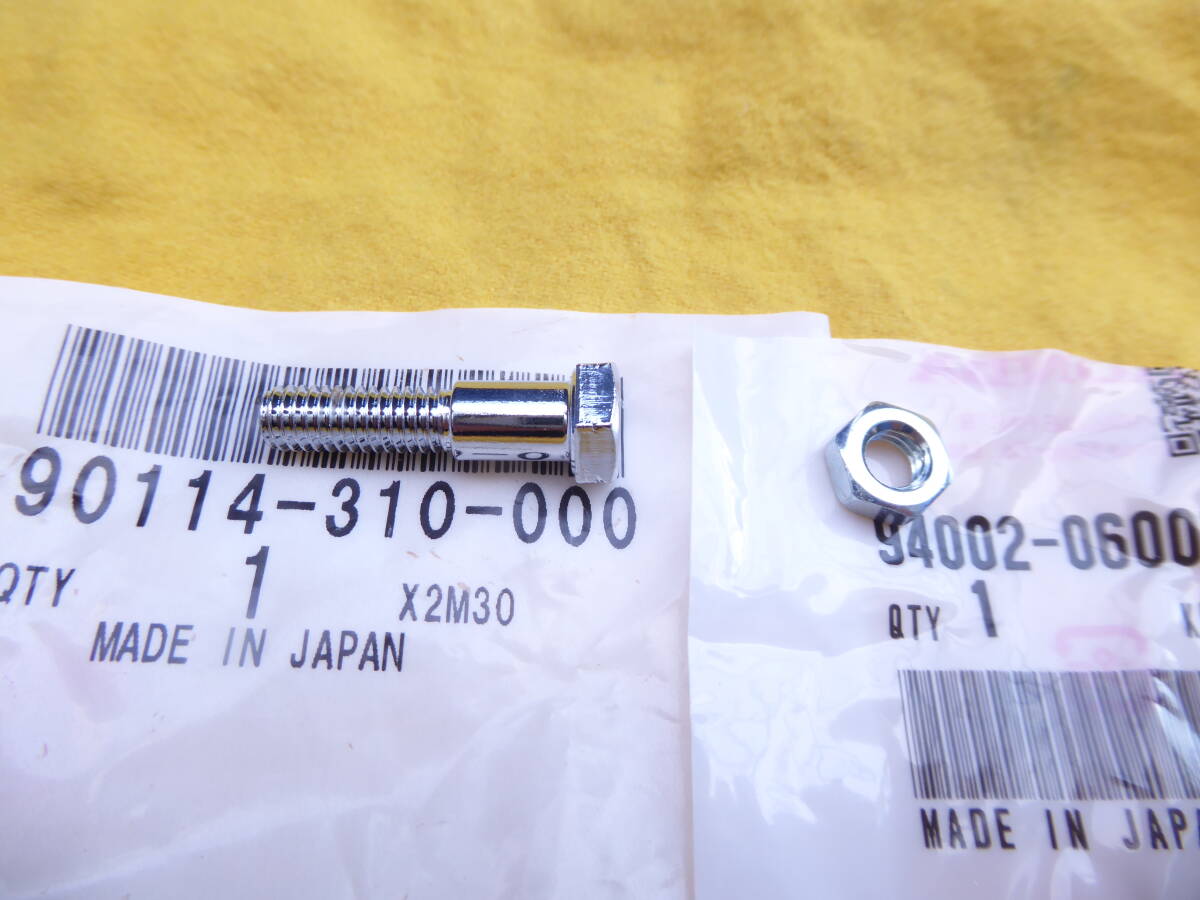 90114-310-000
QTY 1 X2M30
MADE IN JAPAN
94002-0600
QTY 1
MADE IN JAPA